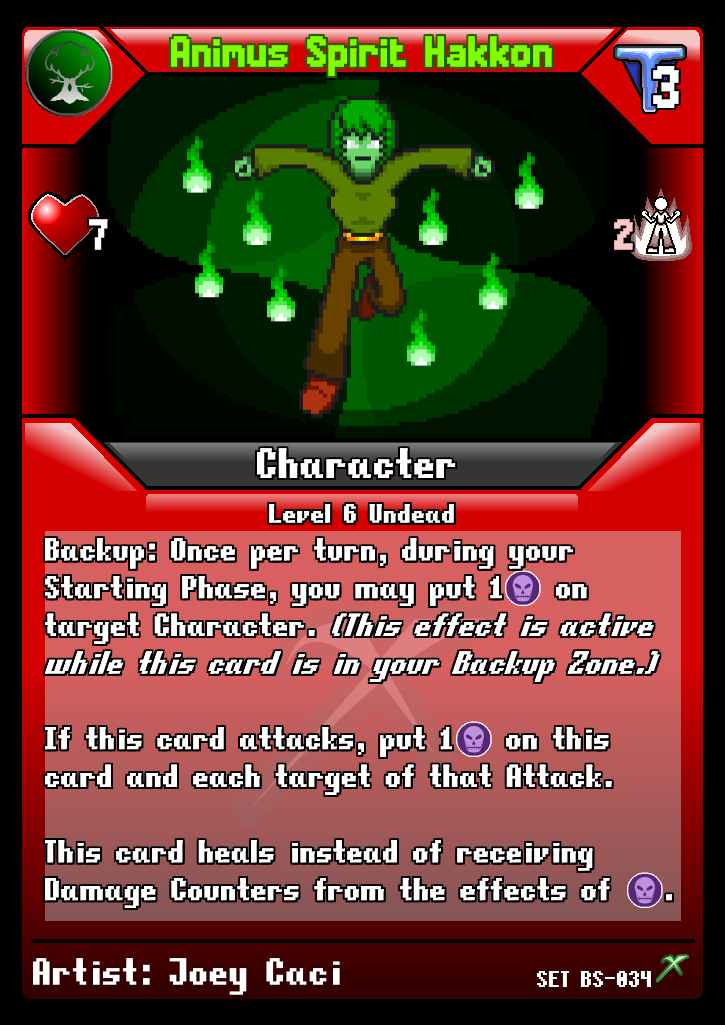 Animus Spirit Hakkon
T3
7
2
Character
Level 6 Undead
Backup: Once per turn, during your
Starting Phase, you may put 1 on
target Character. (This effect is active
while this card is in your Backup Zone.)
If this card attacks, put 1 on this
card and each target of that Attack.
This card heals instead of receiving
Damage Counters from the effects of .
Artist: Joey Caci
SET BS-034